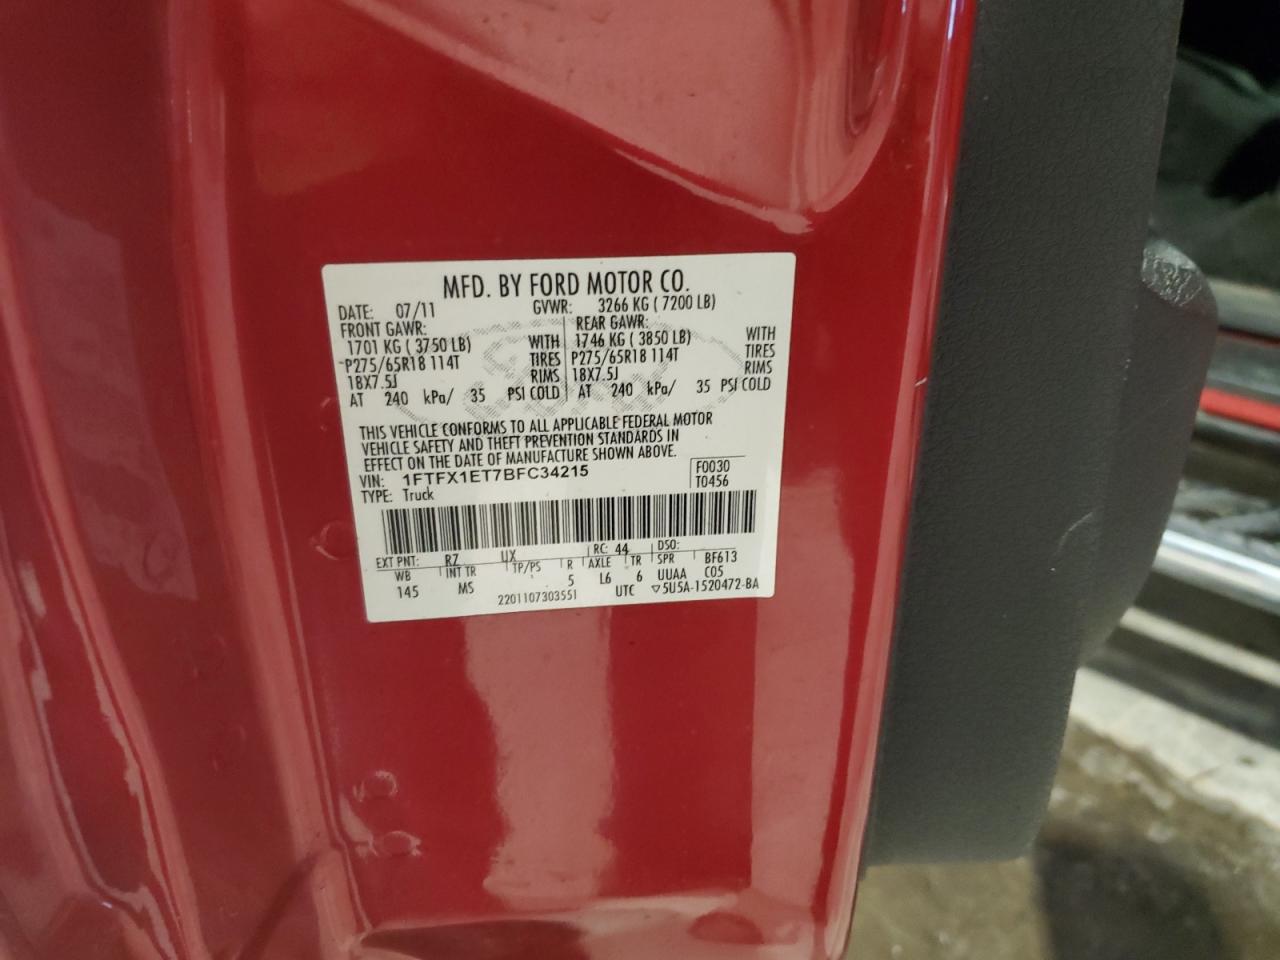 MFD. BY FORD MOTOR CO.
DATE: 07/11 GVWR: 3266 KG ( 7200 LB)
FRONT GAWR: REAR GAWR:
1701 KG ( 3750 LB) WITH 1746 KG ( 3850 LB) WITH
P275/65R18 114T TIRES P275/65R18 114T TIRES
18X7.5J RIMS 18X7.5J RIMS
AT 240 kPa/ 35 PSI COLD AT 240 kPa/ 35 PSI COLD
THIS VEHICLE CONFORMS TO ALL APPLICABLE FEDERAL MOTOR
VEHICLE SAFETY AND THEFT PREVENTION STANDARDS IN
EFFECT ON THE DATE OF MANUFACTURE SHOWN ABOVE.
VIN: 1FTFX1ET7BFC34215 F0030
TYPE: Truck T0456
EXT PNT: RZ UX RC: 44 DSO:
WB INT TR TP/PS R AXLE TR SPR BF613
145 MS 5 L6 6 UUAA C05
2201107303551 UTC ▽5U5A-1520472-BA